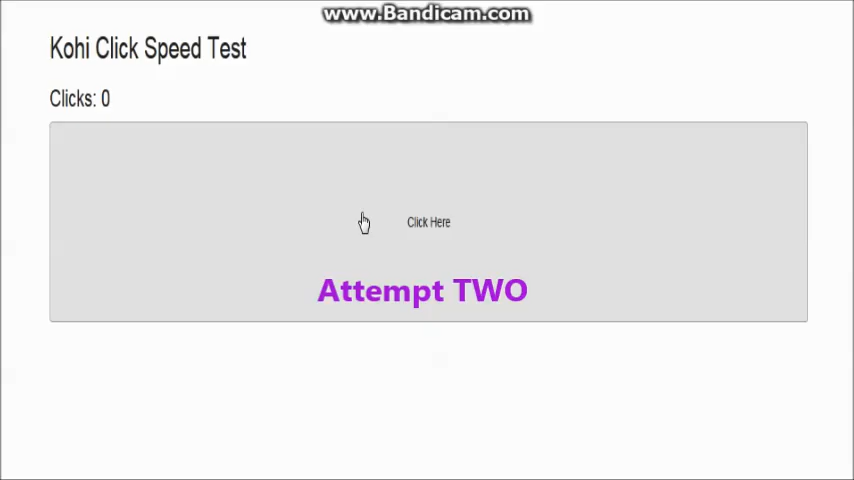 www.Bandicam.com
Kohi Click Speed Test
Clicks: 0
Click Here
Attempt TWO